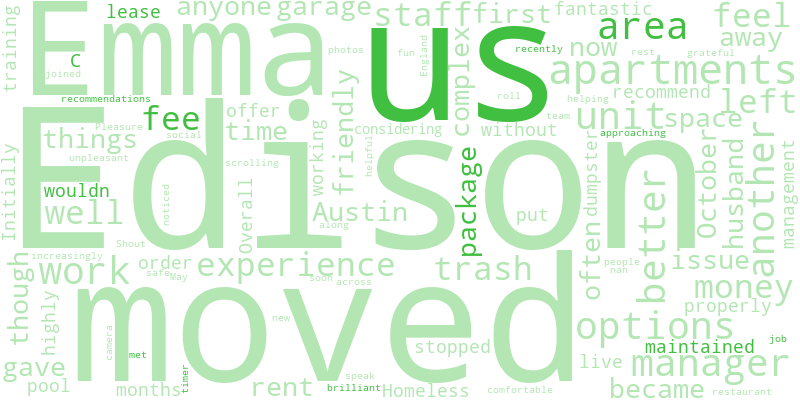 lease
anyone
garage
staff
first
fantastic
Emma
us
area
feel
training
c
joined
photos
fun
England
recently
rest
grateful
now
away
recommendations
apartments
recommend
left
fee
offer
friendly
complex
roll
helping
unit
space
another
Pleasure
social
time
Working
considering
without
team
approaching
things
unpleasant
Edison
scrolling
helpful
dumpster
better
October
husband
management
Initially
wouldn
well
noticed
Overall
Austin
package
put
often
though
increasingly
Shout
along
work
order
experience
trash
issue
safe
May
soon
across
people
nan
money
highly
moved
options
properly
camera
new
stopped
maintained
job
manager
gave
met
live
pool
months
timer
rent
speak
brilliant
Homeless
comfortable
became
restaurant